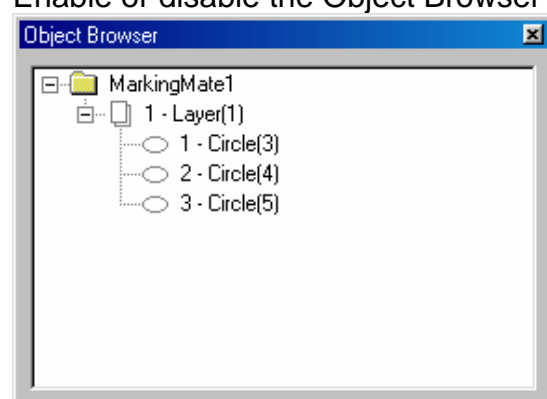 Enable or disable the Object Browser
Object Browser
MarkingMate1
1 - Layer(1)
1 - Circle(3)
2 - Circle(4)
3 - Circle(5)